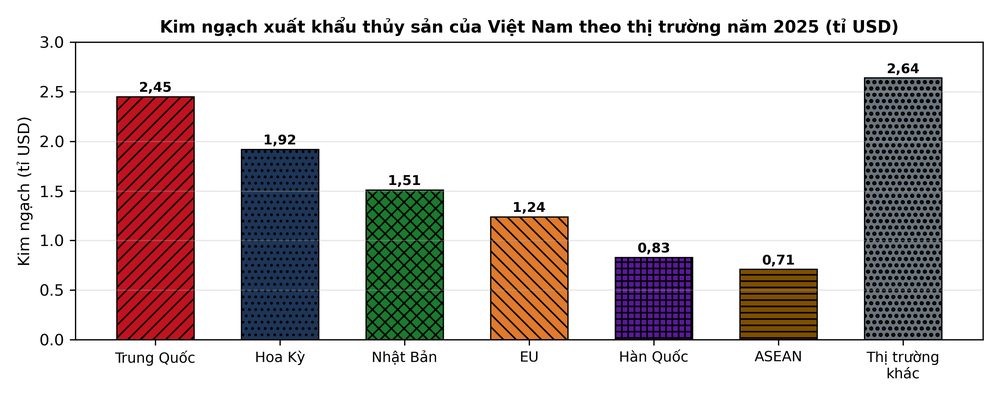 Kim ngạch xuất khẩu thủy sản của Việt Nam theo thị trường năm 2025 (tỉ USD)
Kim ngạch (tỉ USD)
3.0
2.5
2.0
1.5
1.0
0.5
0.0
2,45
1,92
1,51
1,24
0,83
0,71
2,64
Trung Quốc
Hoa Kỳ
Nhật Bản
EU
Hàn Quốc
ASEAN
Thị trường
khác